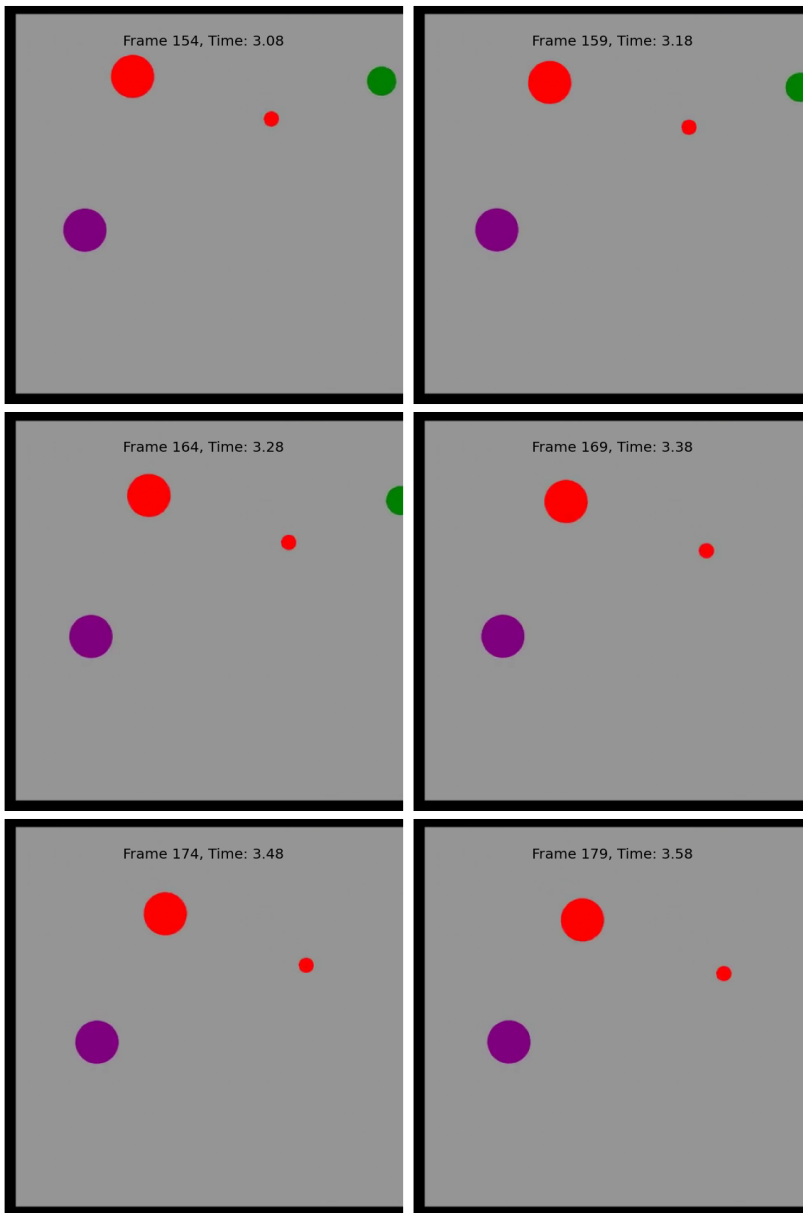 Frame 154, Time: 3.08
Frame 159, Time: 3.18
Frame 164, Time: 3.28
Frame 169, Time: 3.38
Frame 174, Time: 3.48
Frame 179, Time: 3.58